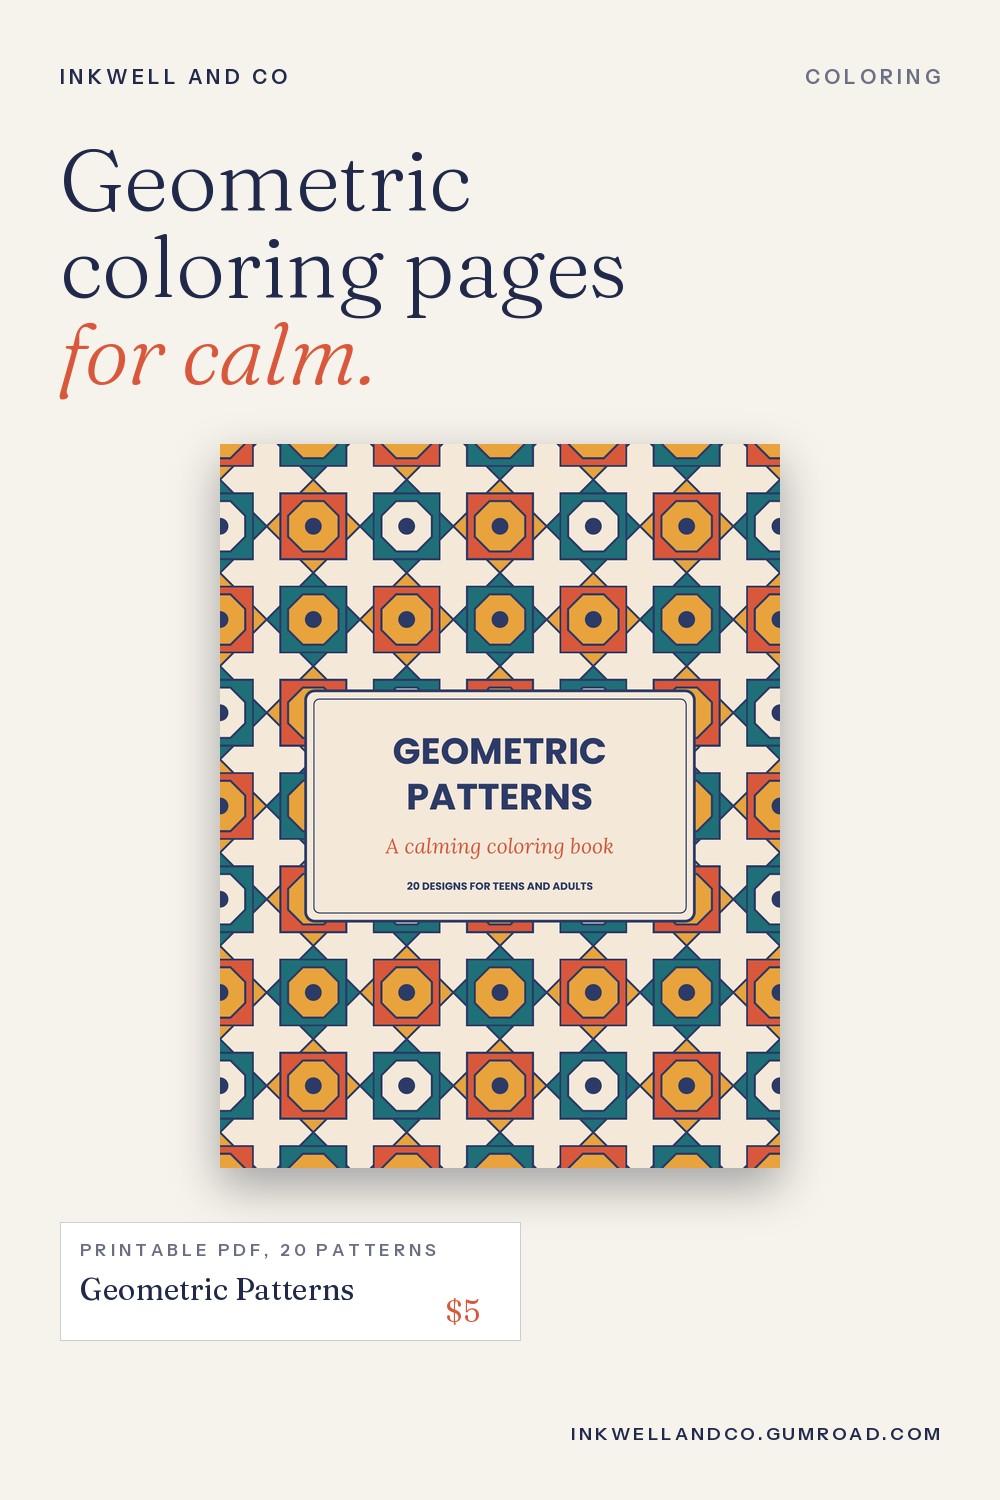 INKWELL AND CO
COLORING
Geometric
coloring pages
for calm.
GEOMETRIC
PATTERNS
A calming coloring book
20 DESIGNS FOR TEENS AND ADULTS
PRINTABLE PDF, 20 PATTERNS
Geometric Patterns
$5
INKWELLANDCO.GUMROAD.COM